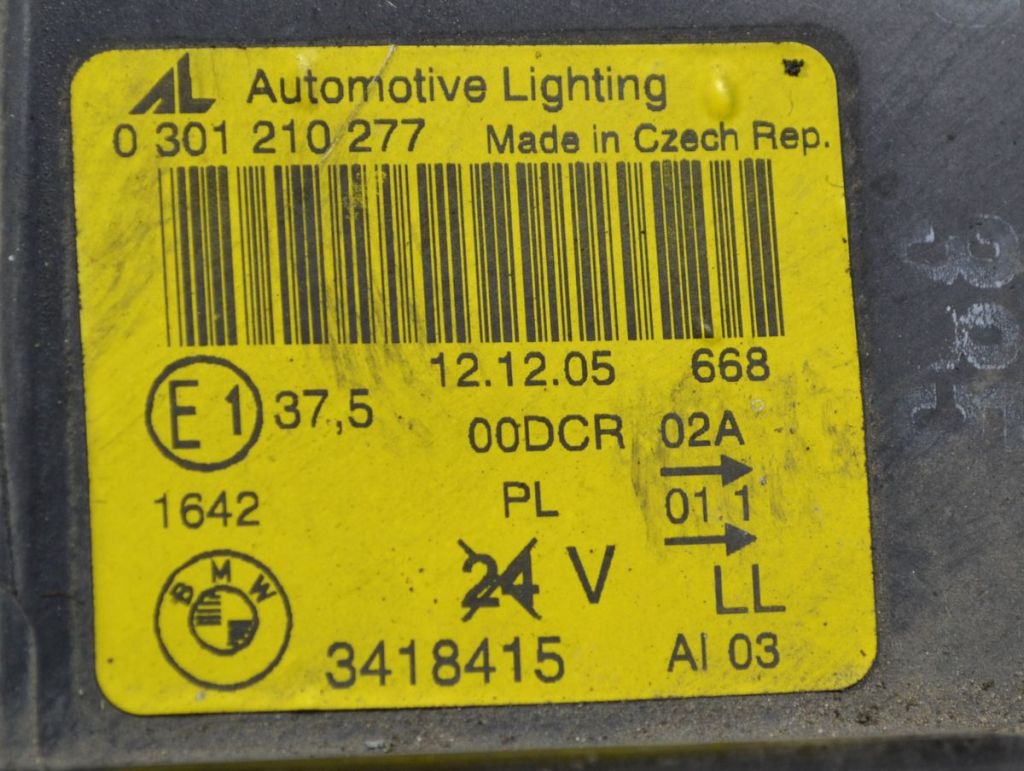 AL Automotive Lighting
0 301 210 277 Made in Czech Rep.
12.12.05 668
E1 37,5
00DCR 02A
1642 PL 01 1
24 V LL
BMW
3418415 AI 03